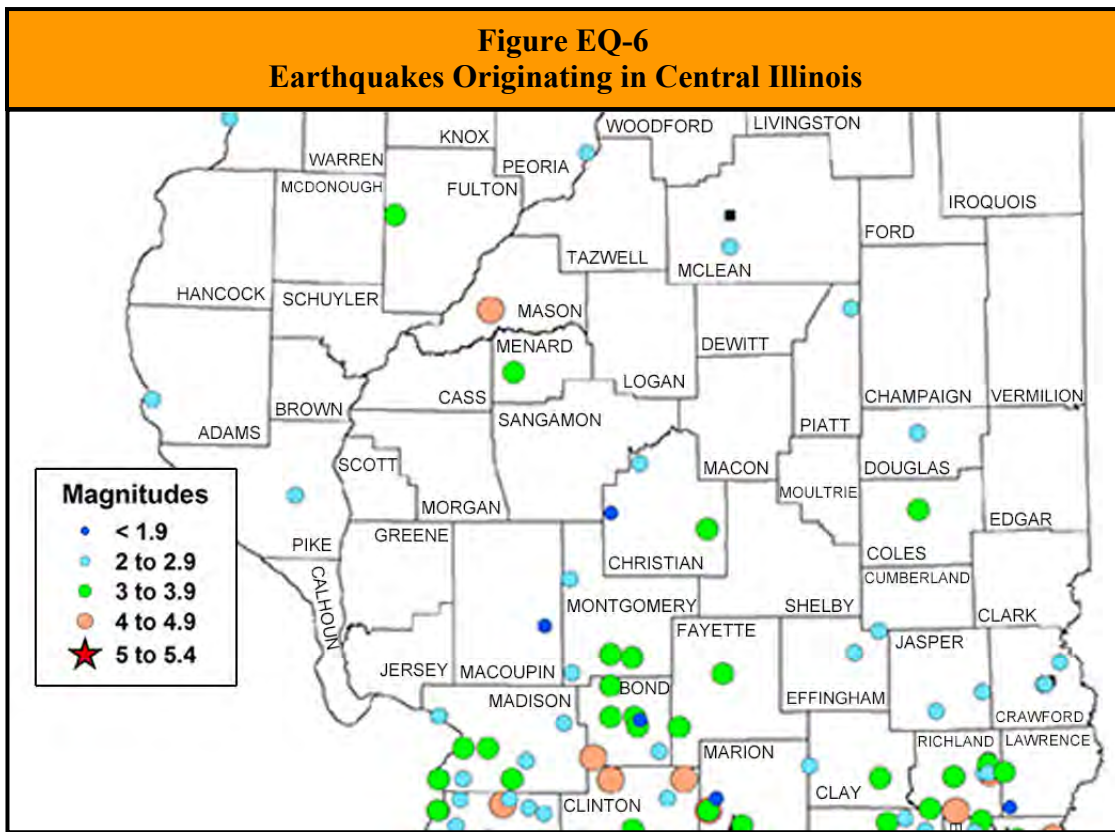 Figure EQ-6
Earthquakes Originating in Central Illinois
WOODFORD
LIVINGSTON
KNOX
WARREN
PEORIA
MCDONOUGH
FULTON
IROQUOIS
FORD
TAZWELL
MCLEAN
HANCOCK
SCHUYLER
MASON
DEWITT
MENARD
LOGAN
CASS
CHAMPAIGN
VERMILION
BROWN
SANGAMON
ADAMS
PIATT
SCOTT
MACON
DOUGLAS
MOULTRIE
MORGAN
EDGAR
GREENE
PIKE
COLES
CHRISTIAN
CALHOUN
CUMBERLAND
MONTGOMERY
SHELBY
CLARK
FAYETTE
JASPER
JERSEY
MACOUPIN
BOND
EFFINGHAM
MADISON
CRAWFORD
RICHLAND
LAWRENCE
MARION
CLAY
CLINTON
Magnitudes
< 1.9
2 to 2.9
3 to 3.9
4 to 4.9
5 to 5.4